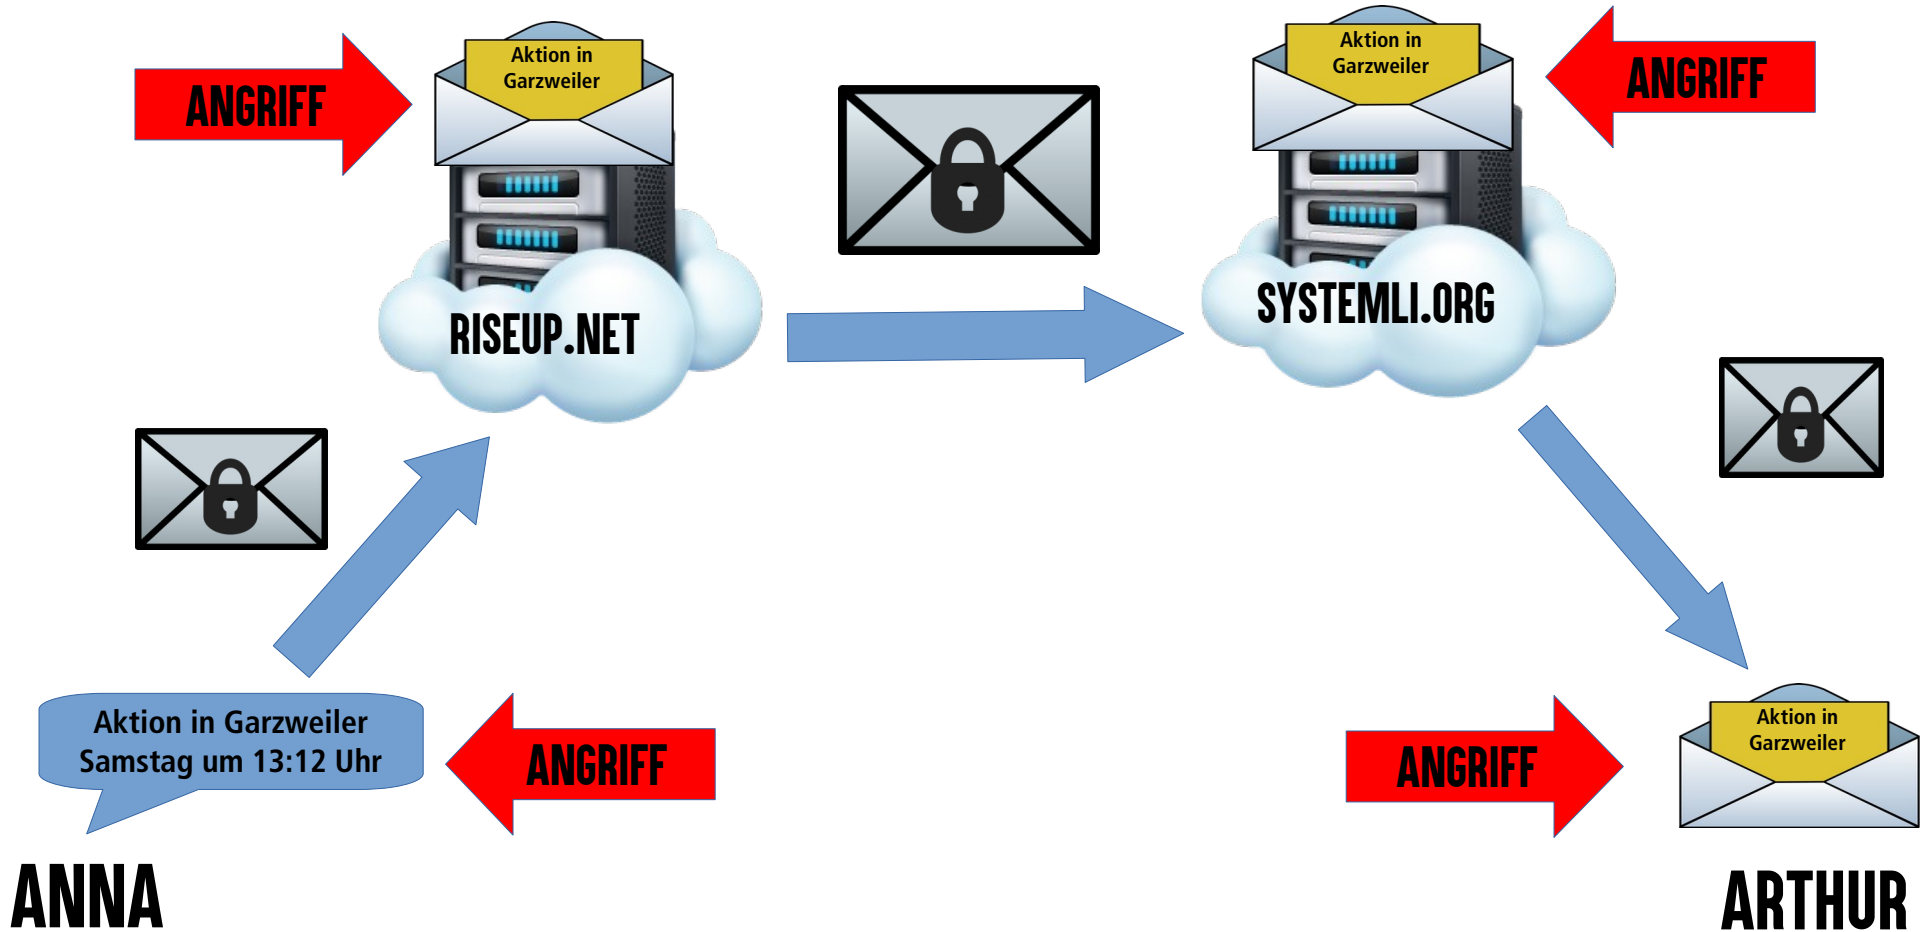 Aktion in
Garzweiler
ANGRIFF
Aktion in
Garzweiler
ANGRIFF
RISEUP.NET
SYSTEMLI.ORG
Aktion in Garzweiler
Samstag um 13:12 Uhr
ANGRIFF
ANGRIFF
Aktion in
Garzweiler
ANNA
ARTHUR